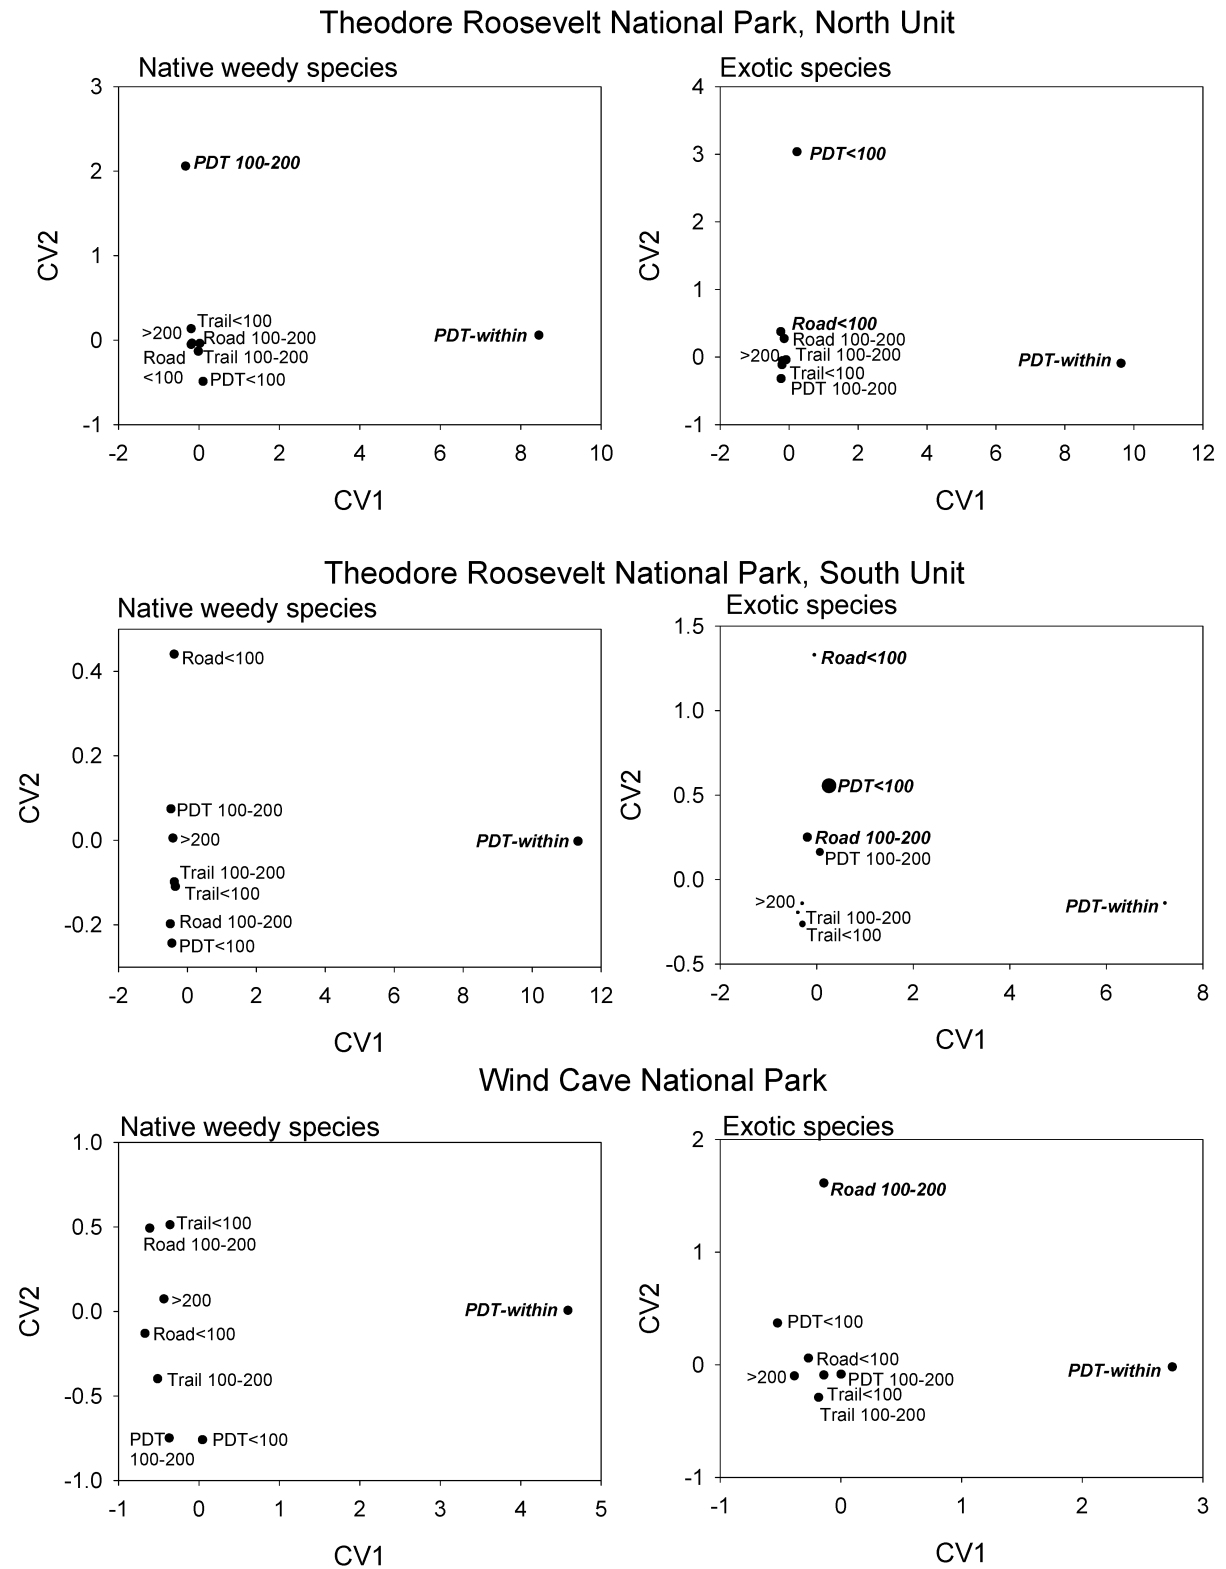 Theodore Roosevelt National Park, North Unit
Native weedy species
3
2
1
0
-1
CV2
PDT 100-200
Trail<100
>200
Road 100-200
Road
<100
Trail 100-200
PDT<100
PDT-within
-2 0 2 4 6 8 10
CV1
Exotic species
4
3
2
1
0
-1
CV2
PDT<100
Road<100
Road 100-200
>200
Trail 100-200
Trail<100
PDT 100-200
PDT-within
-2 0 2 4 6 8 10 12
CV1
Theodore Roosevelt National Park, South Unit
Native weedy species
0.4
0.2
0.0
-0.2
CV2
Road<100
PDT 100-200
>200
Trail 100-200
Trail<100
Road 100-200
PDT<100
PDT-within
-2 0 2 4 6 8 10 12
CV1
Exotic species
1.5
1.0
0.5
0.0
-0.5
CV2
Road<100
PDT<100
Road 100-200
PDT 100-200
>200
Trail 100-200
Trail<100
PDT-within
-2 0 2 4 6 8
CV1
Wind Cave National Park
Native weedy species
1.0
0.5
0.0
-0.5
-1.0
CV2
Trail<100
Road 100-200
>200
Road<100
Trail 100-200
PDT
100-200
PDT<100
PDT-within
-1 0 1 2 3 4 5
CV1
Exotic species
2
1
0
-1
CV2
Road 100-200
PDT<100
Road<100
>200
PDT 100-200
Trail<100
Trail 100-200
PDT-within
-1 0 1 2 3
CV1